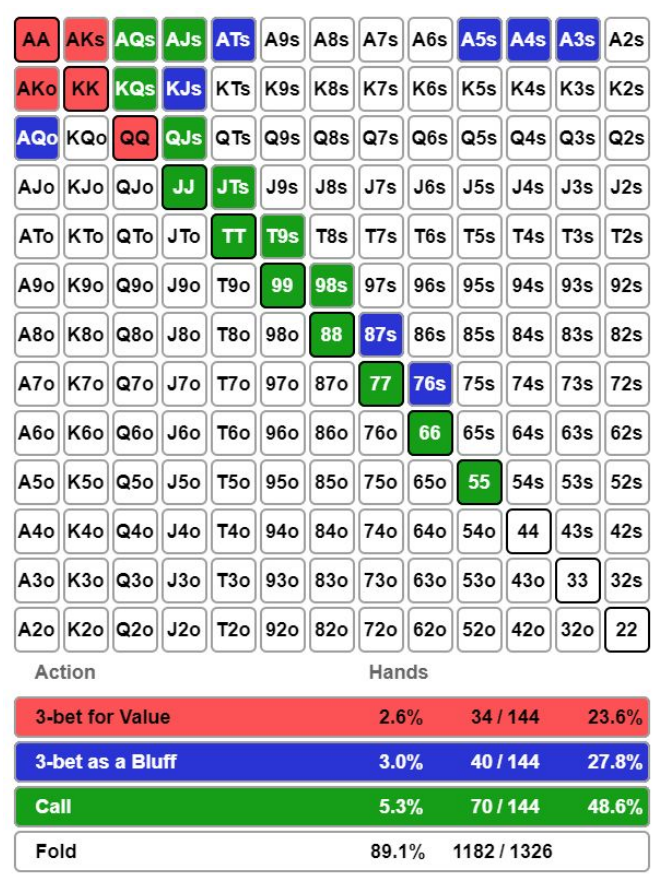 AA AKs AQs AJs ATs A9s A8s A7s A6s A5s A4s A3s A2s
AKo KK KQs KJs KTs K9s K8s K7s K6s K5s K4s K3s K2s
AQo KQo QQ QJs QTs Q9s Q8s Q7s Q6s Q5s Q4s Q3s Q2s
AJo KJo QJo JJ JTs J9s J8s J7s J6s J5s J4s J3s J2s
ATo KTo QTo JTo TT T9s T8s T7s T6s T5s T4s T3s T2s
A9o K9o Q9o J9o T9o 99 98s 97s 96s 95s 94s 93s 92s
A8o K8o Q8o J8o T8o 98o 88 87s 86s 85s 84s 83s 82s
A7o K7o Q7o J7o T7o 97o 87o 77 76s 75s 74s 73s 72s
A6o K6o Q6o J6o T6o 96o 86o 76o 66 65s 64s 63s 62s
A5o K5o Q5o J5o T5o 95o 85o 75o 65o 55 54s 53s 52s
A4o K4o Q4o J4o T4o 94o 84o 74o 64o 54o 44 43s 42s
A3o K3o Q3o J3o T3o 93o 83o 73o 63o 53o 43o 33 32s
A2o K2o Q2o J2o T2o 92o 82o 72o 62o 52o 42o 32o 22
Action Hands
3-bet for Value 2.6% 34 / 144 23.6%
3-bet as a Bluff 3.0% 40 / 144 27.8%
Call 5.3% 70 / 144 48.6%
Fold 89.1% 1182 / 1326